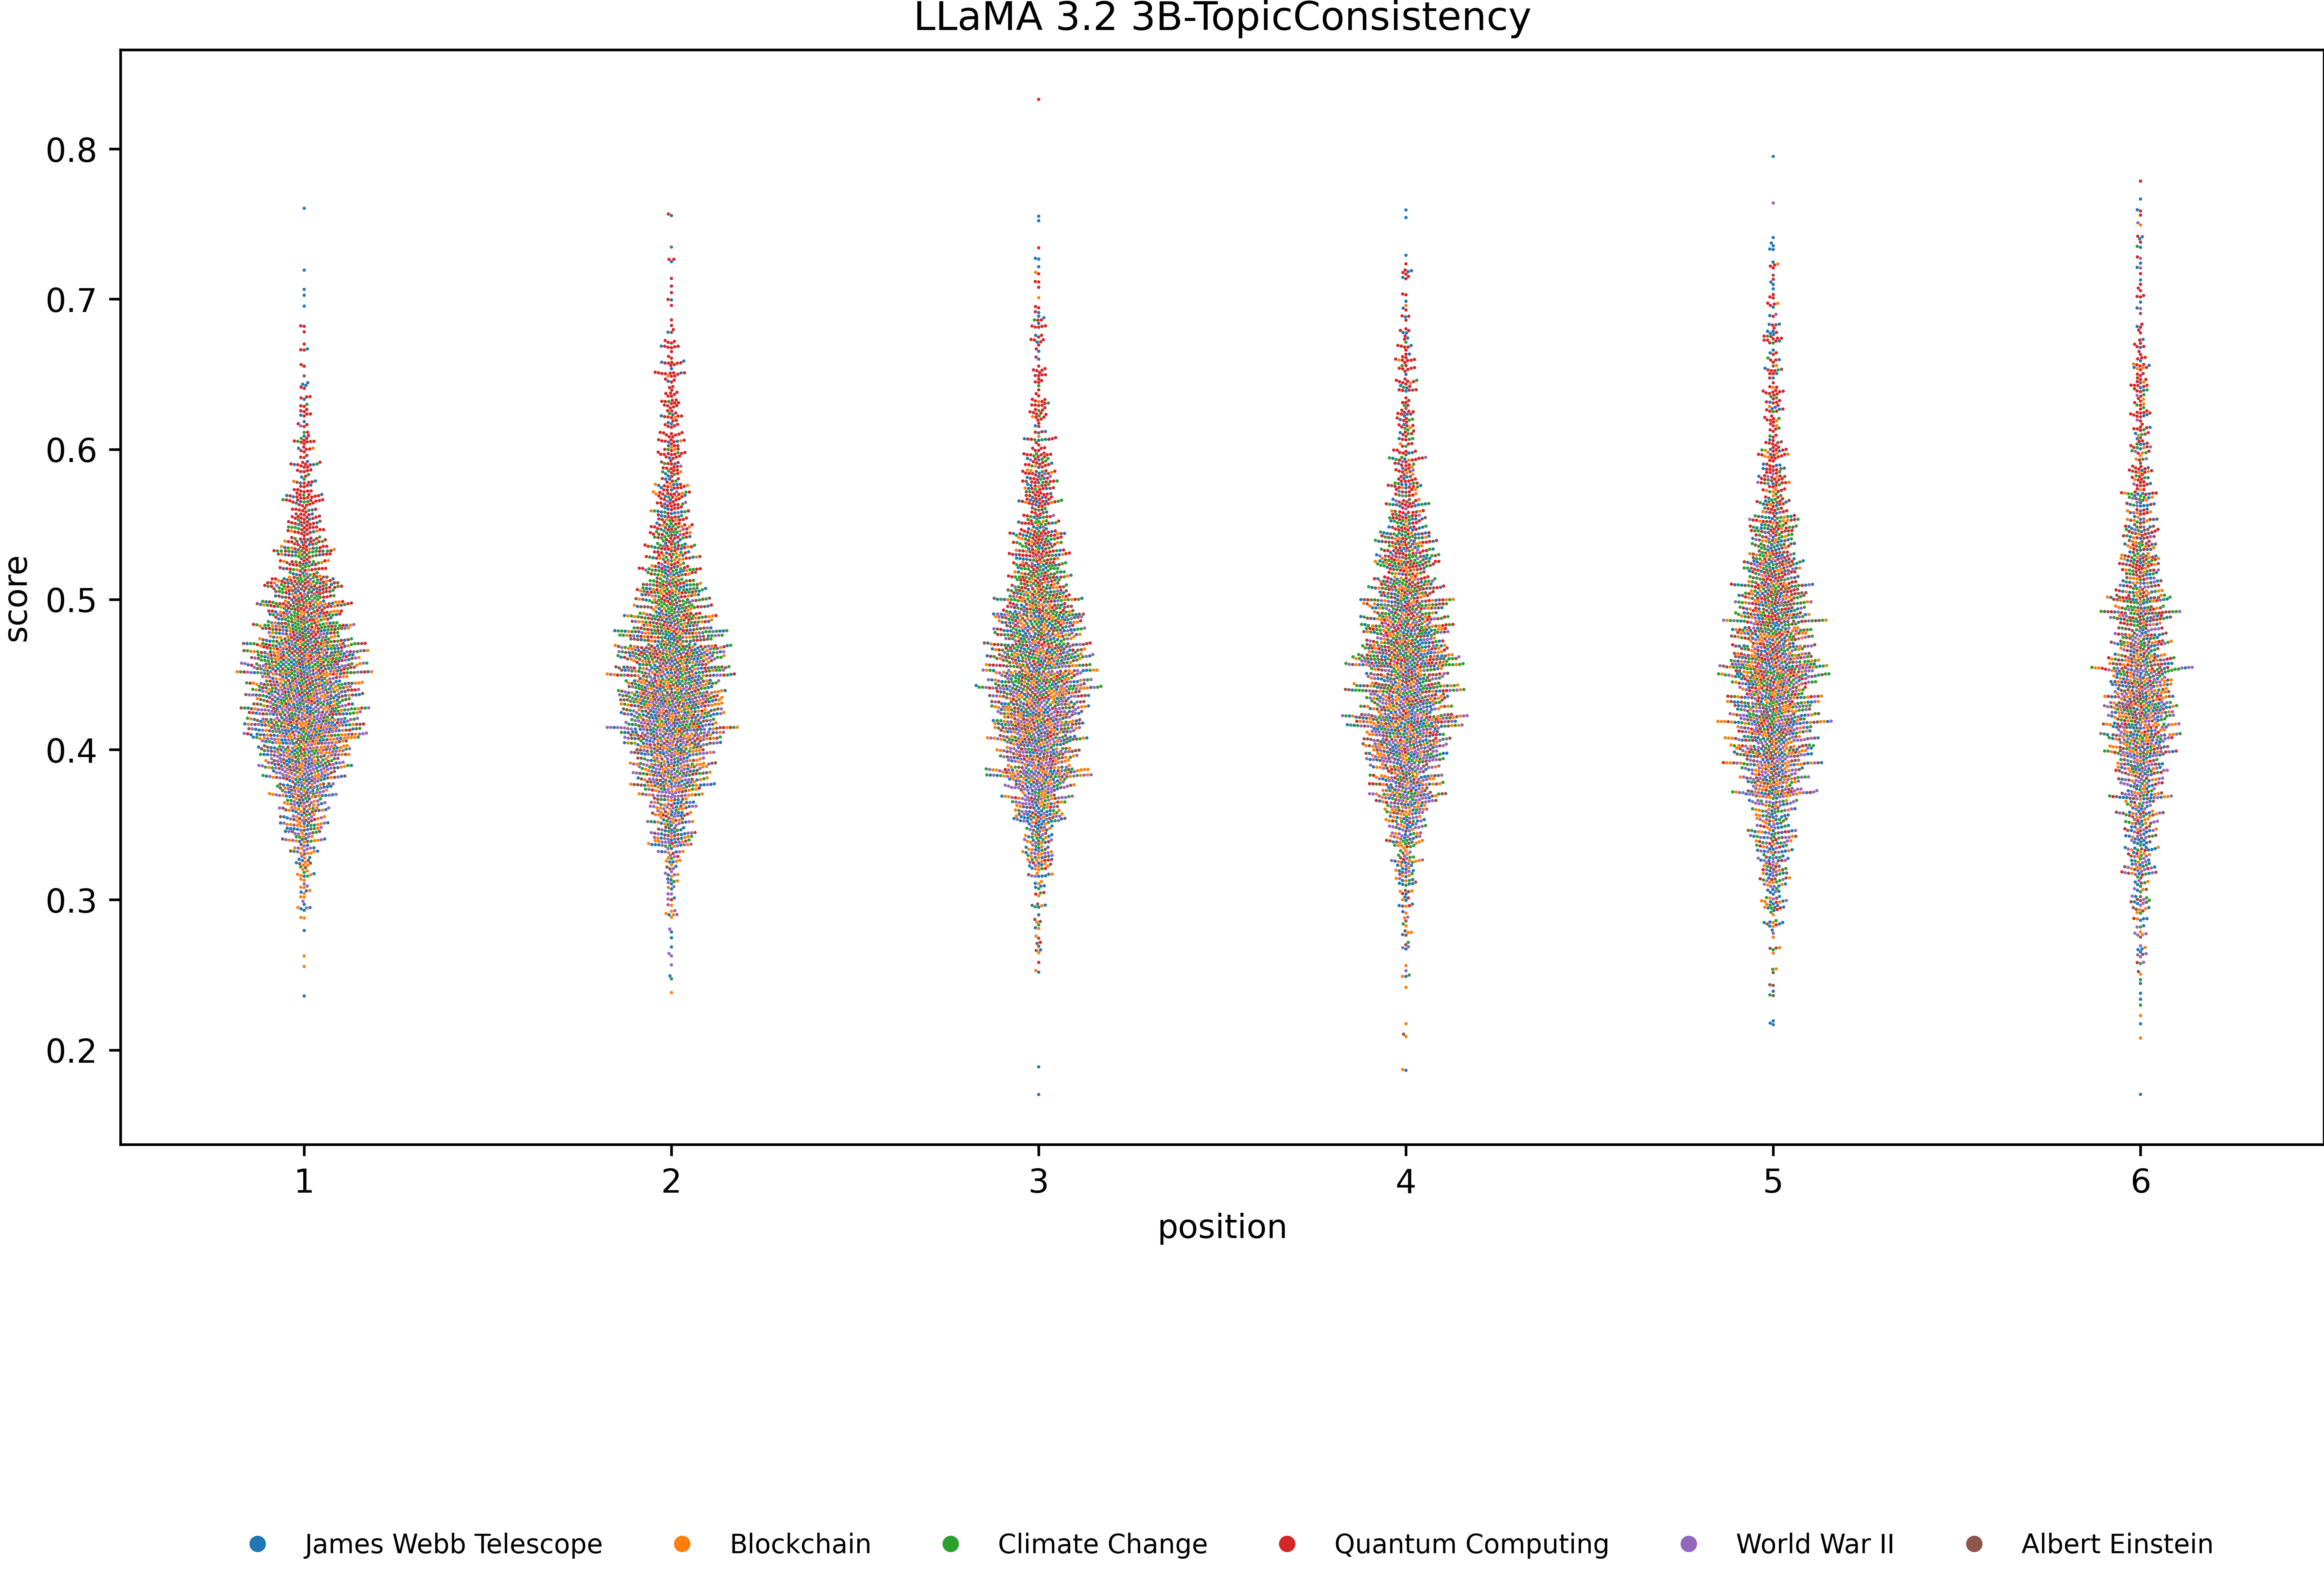 LLaMA 3.2 3B-TopicConsistency
score
0.8
0.7
0.6
0.5
0.4
0.3
0.2
1 2 3 4 5 6
position
James Webb Telescope Blockchain Climate Change Quantum Computing World War II Albert Einstein